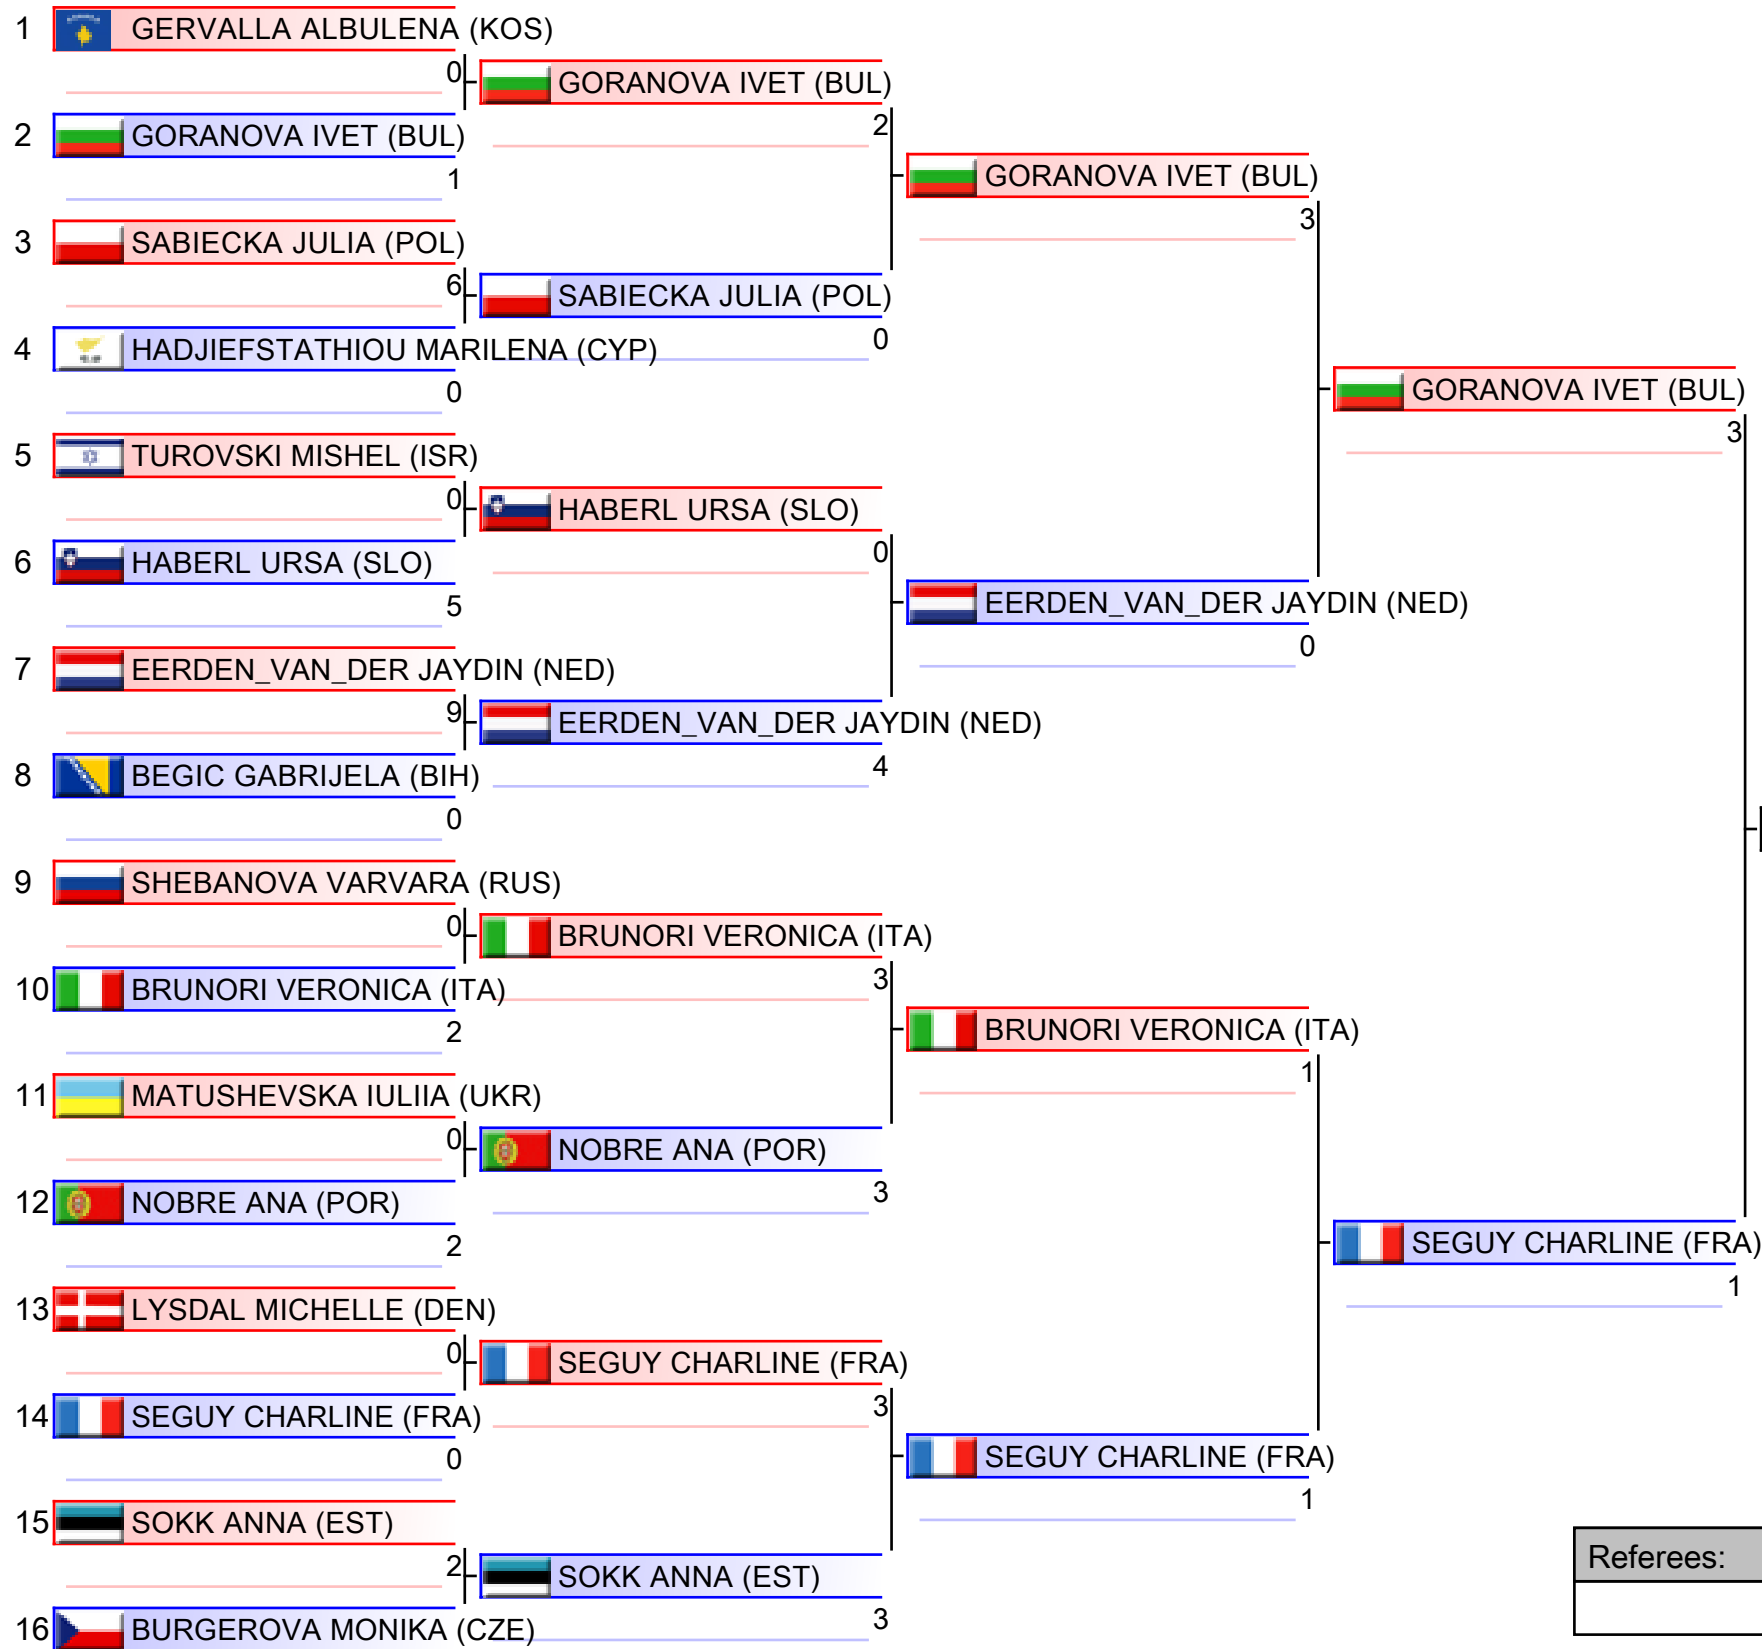 1 GERVALLA ALBULENA (KOS)
0 GORANOVA IVET (BUL)
2 GORANOVA IVET (BUL) 2
1 GORANOVA IVET (BUL)
3 SABIECKA JULIA (POL) 3
6 SABIECKA JULIA (POL)
4 HADJIEFSTATHIOU MARILENA (CYP) 0
0 GORANOVA IVET (BUL)
5 TUROVSKI MISHEL (ISR) 3
0 HABERL URSA (SLO)
6 HABERL URSA (SLO) 0
5 EERDEN_VAN_DER JAYDIN (NED)
0
7 EERDEN_VAN_DER JAYDIN (NED)
9 EERDEN_VAN_DER JAYDIN (NED)
8 BEGIC GABRIJELA (BIH) 4
0
9 SHEBANOVA VARVARA (RUS)
0 BRUNORI VERONICA (ITA)
10 BRUNORI VERONICA (ITA) 3
2 BRUNORI VERONICA (ITA)
11 MATUSHEVSKA IULIIA (UKR) 1
0 NOBRE ANA (POR)
12 NOBRE ANA (POR) 3
2 SEGUY CHARLINE (FRA)
13 LYSDAL MICHELLE (DEN) 1
0 SEGUY CHARLINE (FRA)
14 SEGUY CHARLINE (FRA) 3
0 SEGUY CHARLINE (FRA)
15 SOKK ANNA (EST) 1
2 SOKK ANNA (EST)
Referees:
16 BURGEROVA MONIKA (CZE) 3